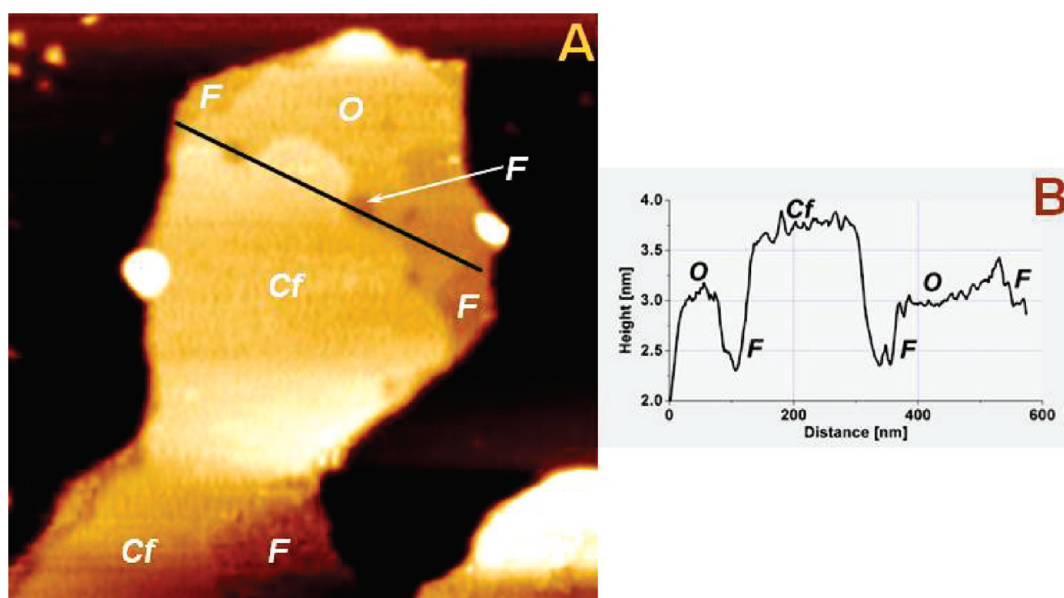 A
F
O
F
Cf
F
Cf
F
B
4.0
3.5
3.0
2.5
2.0
Height [nm]
O
F
Cf
F
O
F
0
200
400
600
Distance [nm]